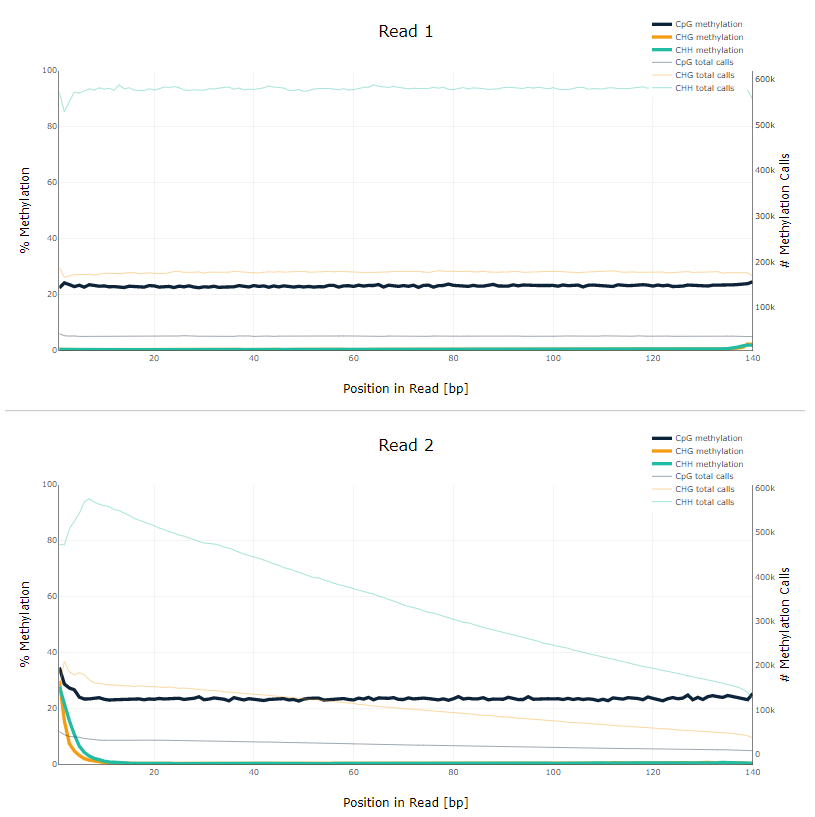 Read 1
CpG methylation
CHG methylation
CHH methylation
CpG total calls
CHG total calls
CHH total calls
% Methylation
100
80
60
40
20
0
600k
500k
400k
300k
200k
100k
# Methylation Calls
20 40 60 80 100 120 140
Position in Read [bp]
Read 2
CpG methylation
CHG methylation
CHH methylation
CpG total calls
CHG total calls
CHH total calls
% Methylation
100
80
60
40
20
0
600k
500k
400k
300k
200k
100k
0
# Methylation Calls
20 40 60 80 100 120 140
Position in Read [bp]